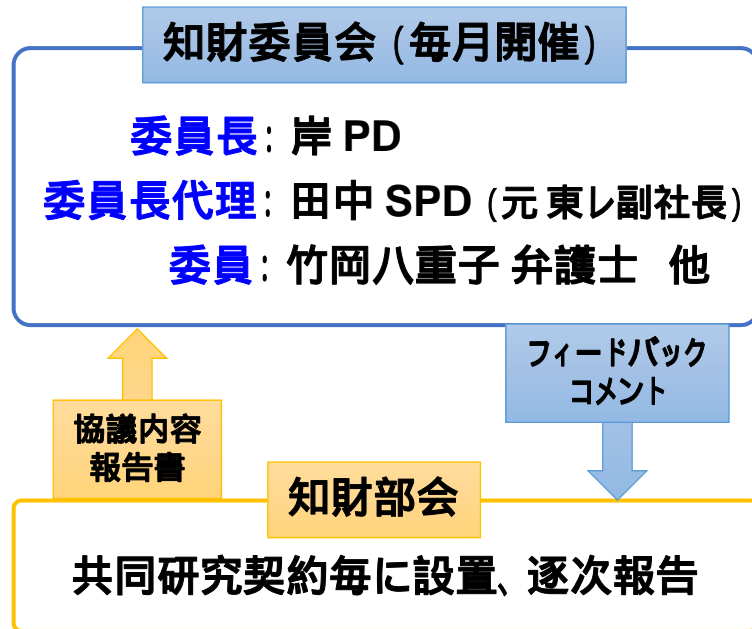 知財委員会(毎月開催)
委員長:岸 PD
委員長代理:田中 SPD (元 東レ副社長)
委員:竹岡八重子 弁護士 他
フィードバック
コメント
協議内容
報告書
知財部会
共同研究契約毎に設置、逐次報告